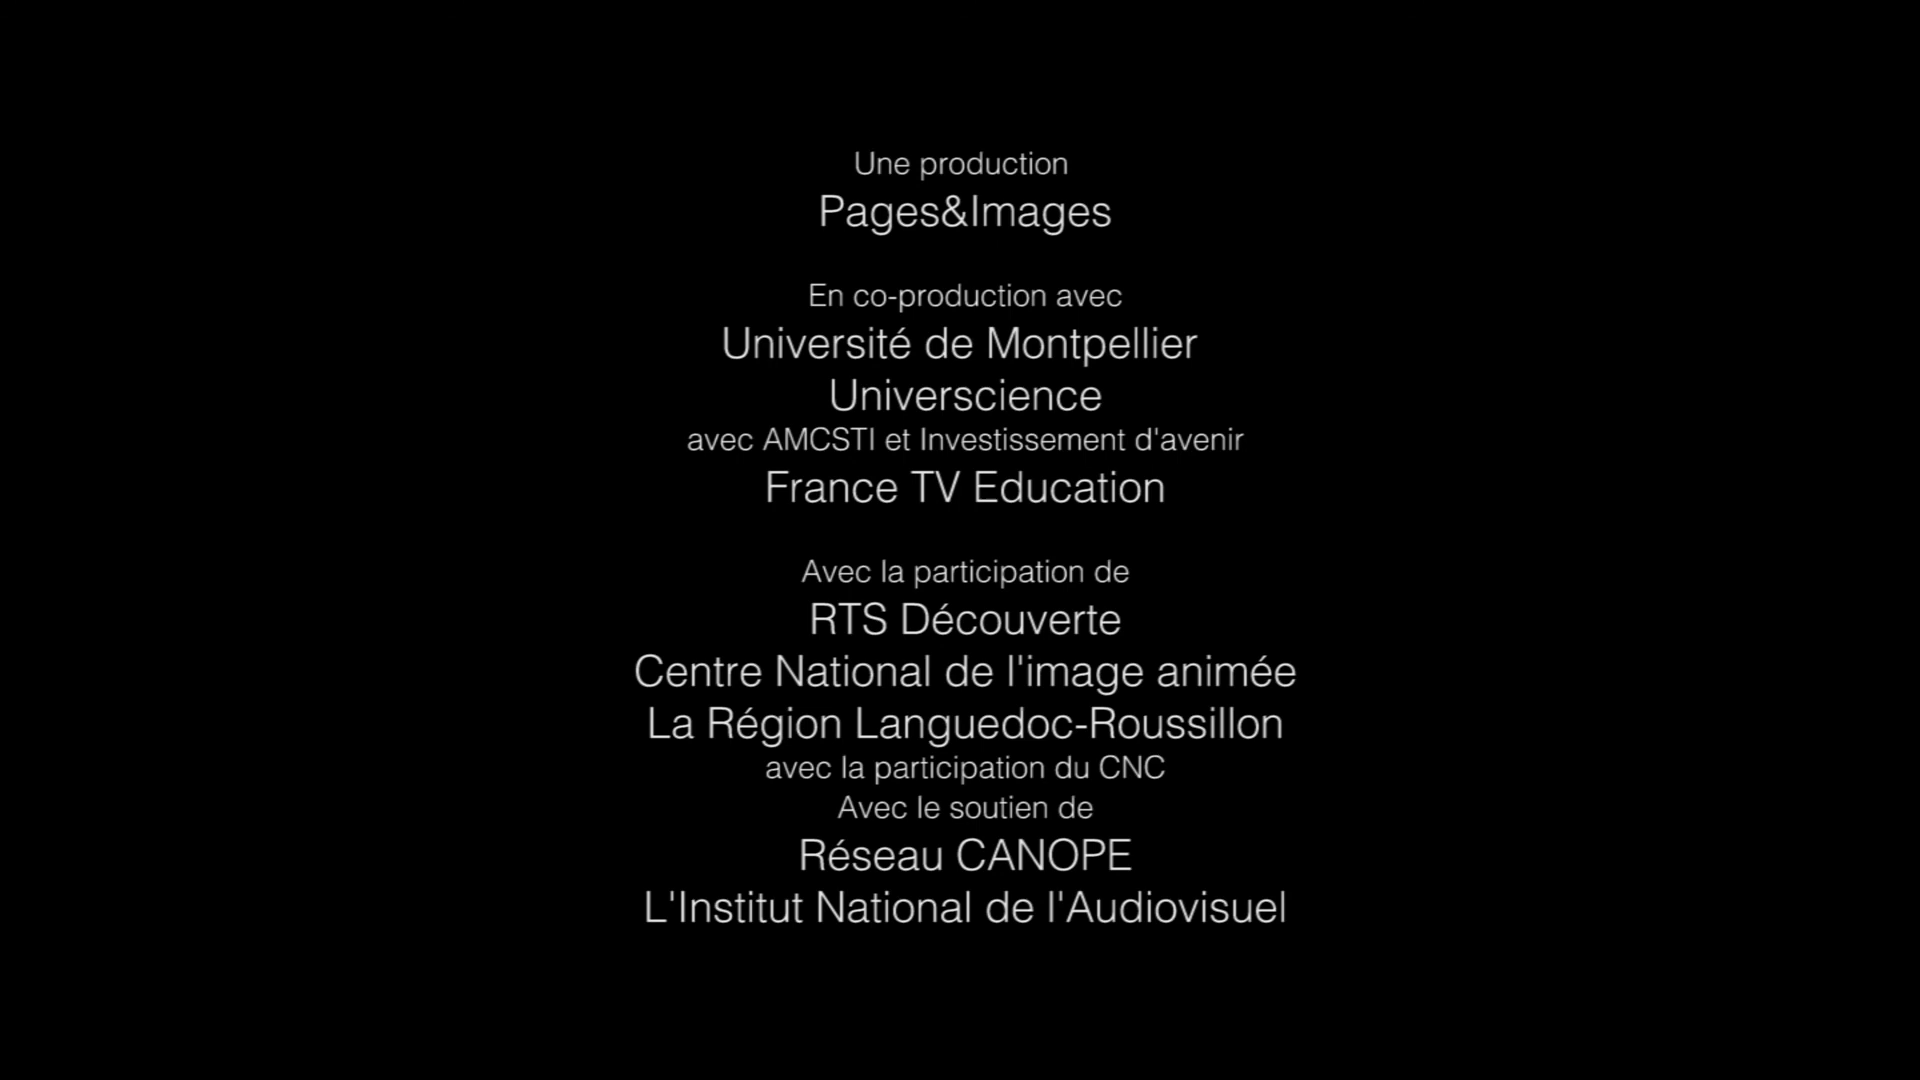 Une production
Pages&Images
En co-production avec
Université de Montpellier
Universcience
avec AMCSTI et Investissement d'avenir
France TV Education
Avec la participation de
RTS Découverte
Centre National de l'image animée
La Région Languedoc-Roussillon
avec la participation du CNC
Avec le soutien de
Réseau CANOPE
L'Institut National de l'Audiovisuel